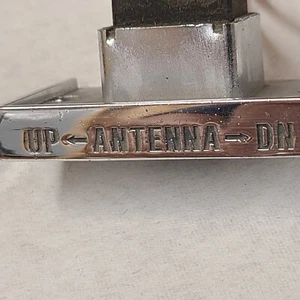 UP ← ANTENNA → DN